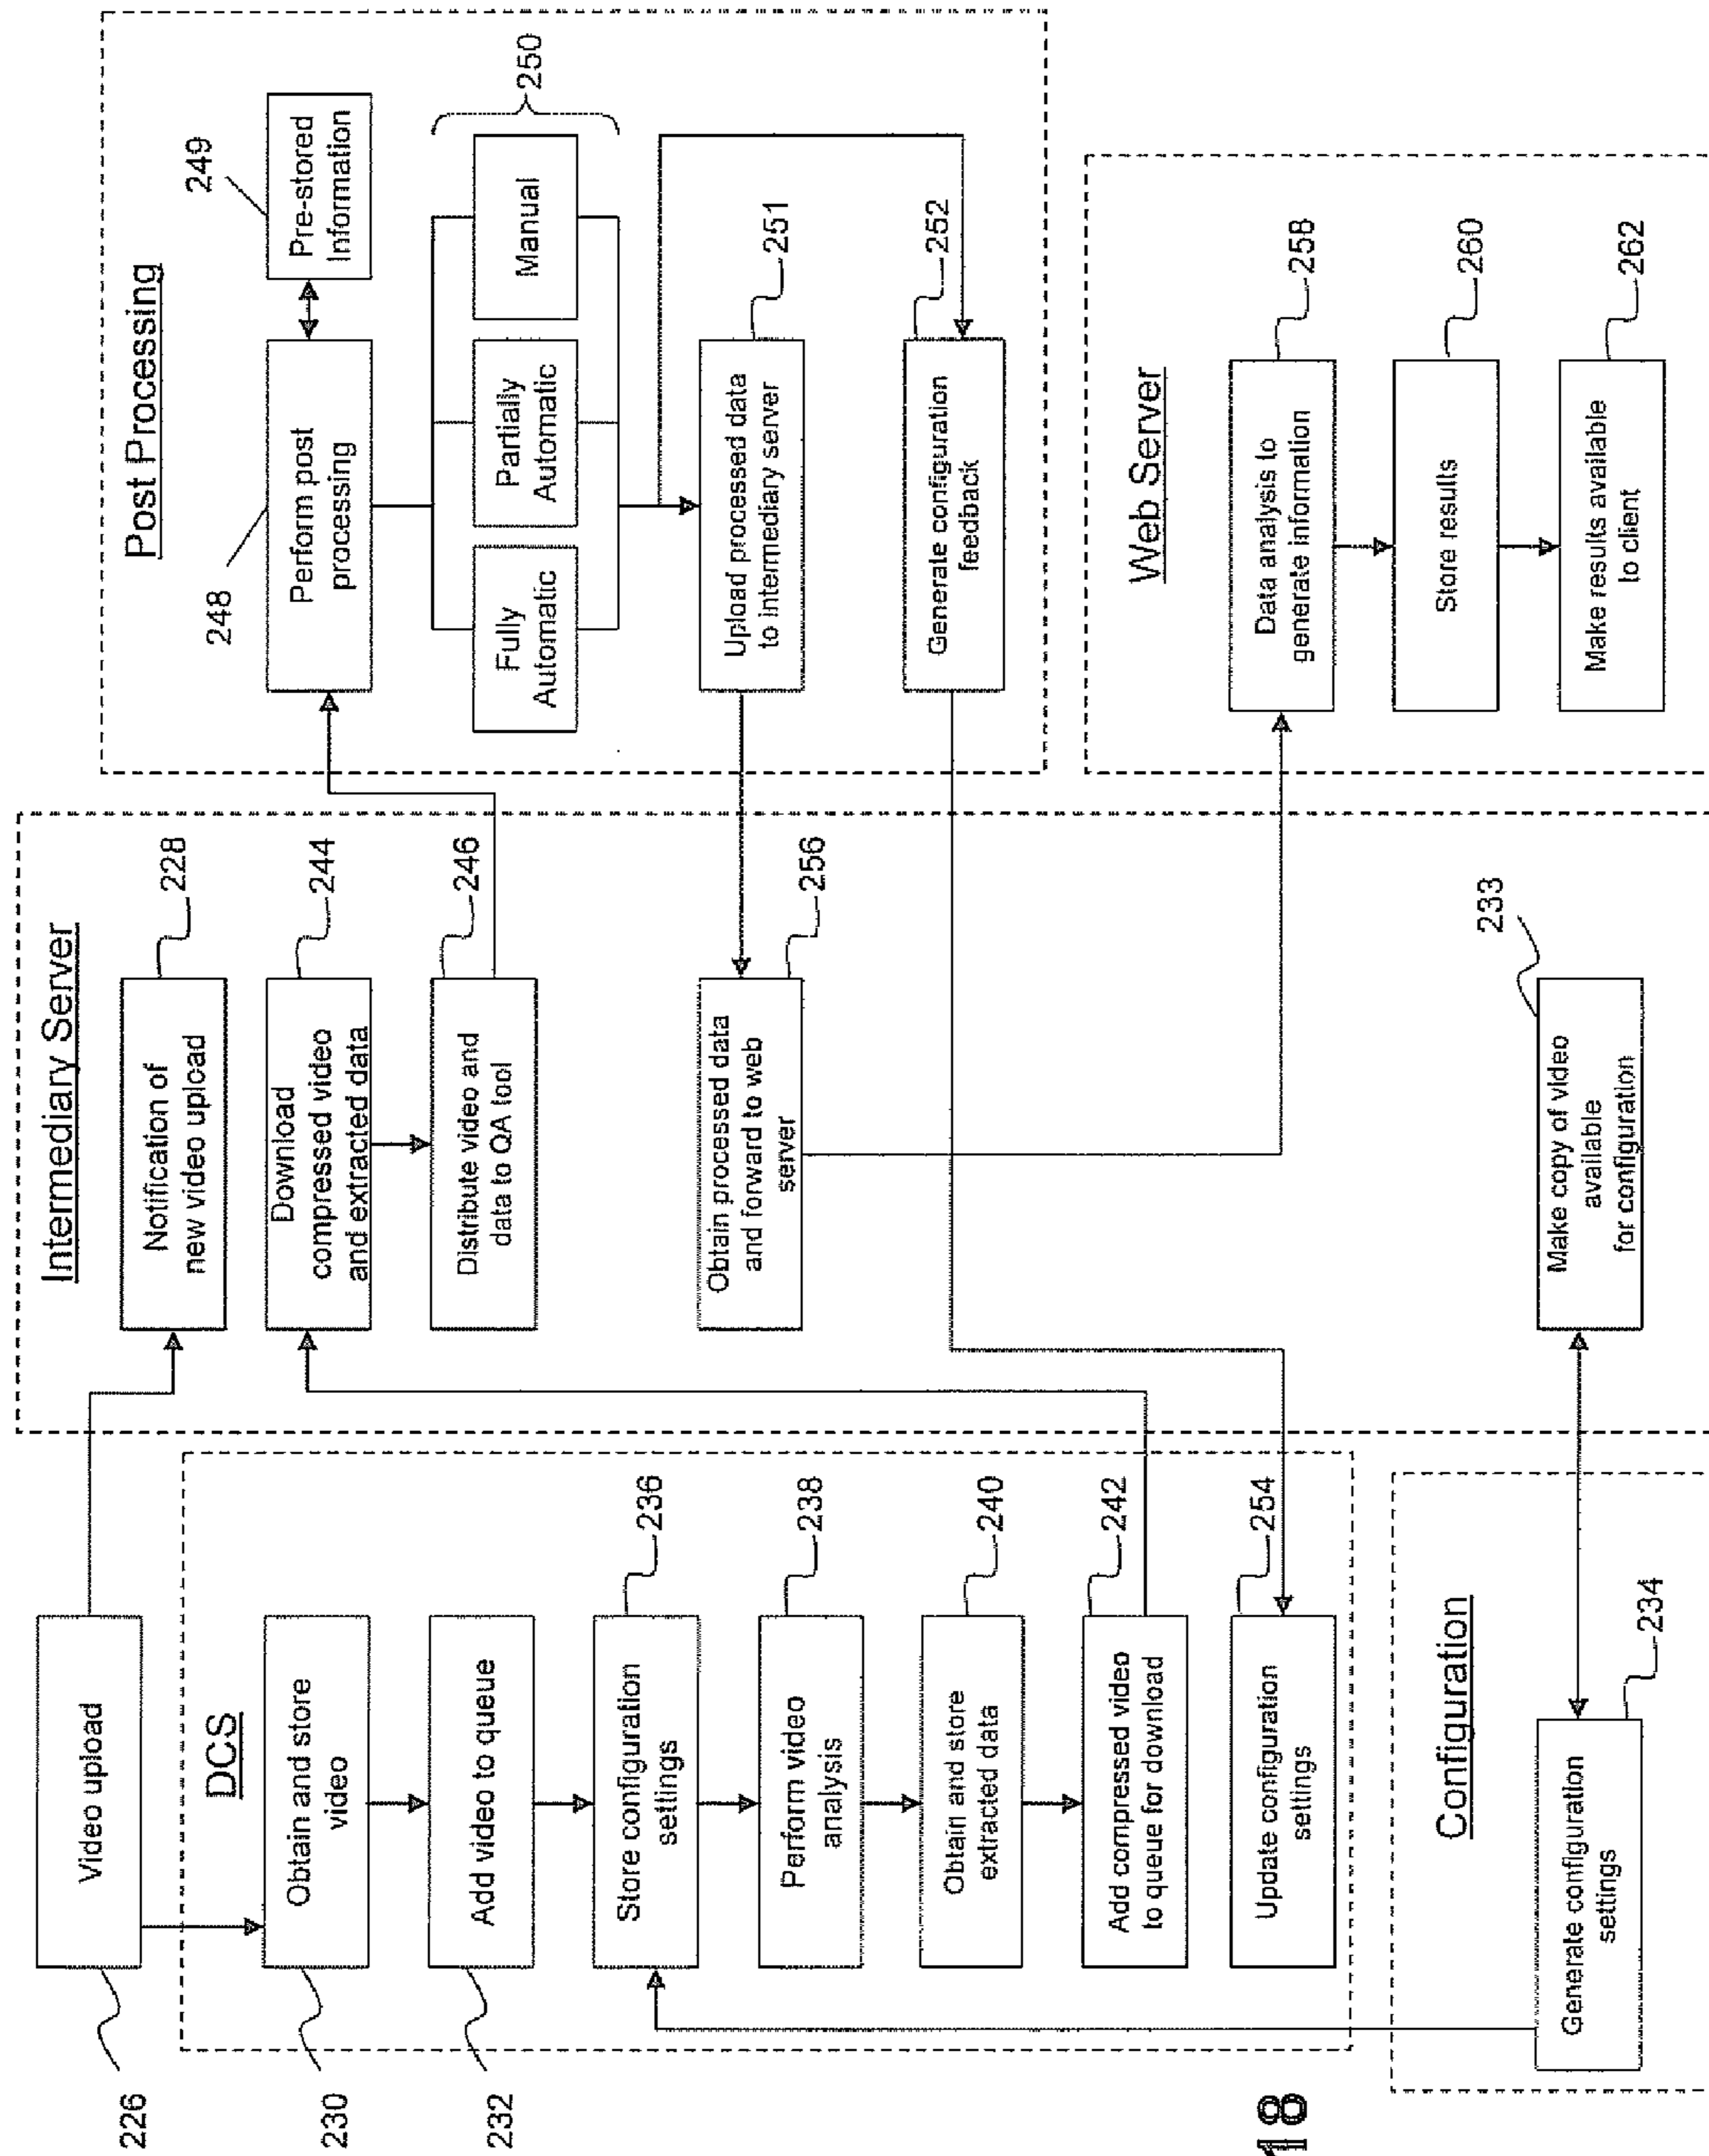 226
Video upload
DCS
230
Obtain and store
video
232
Add video to queue
236
Store configuration
settings
238
Perform video
analysis
240
Obtain and store
extracted data
242
Add compressed video
to queue for download
254
Update configuration
settings
Configuration
234
Generate configuration
settings
18
Intermediary Server
228
Notification of
new video upload
244
Download
compressed video
and extracted data
246
Distribute video and
data to QA tool
256
Obtain processed data
and forward to web
server
233
Make copy of video
available
for configuration
Post Processing
248
Perform post
processing
249
Pre-stored
Information
Fully
Automatic
Partially
Automatic
Manual
250
251
Upload processed data
to intermediary server
252
Generate configuration
feedback
Web Server
258
Data analysis to
generate information
260
Store results
262
Make results available
to client